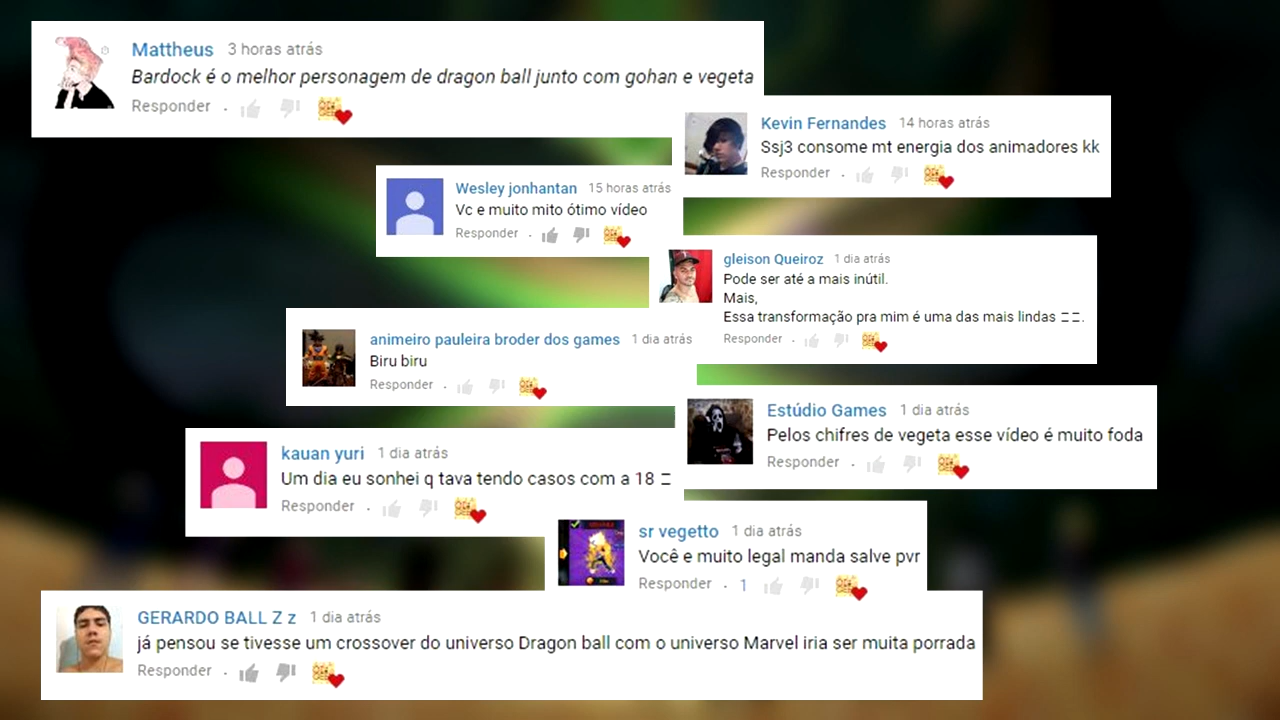 Mattheus 3 horas atrás
Bardock é o melhor personagem de dragon ball junto com gohan e vegeta
Responder
Kevin Fernandes 14 horas atrás
Ssj3 consome mt energia dos animadores kk
Responder
Wesley jonhantan 15 horas atrás
Vc e muito mito ótimo vídeo
Responder
gleison Queiroz 1 dia atrás
Pode ser até a mais inútil.
Mais,
Essa transformação pra mim é uma das mais lindas ニニ.
Responder
animeiro pauleira broder dos games 1 dia atrás
Biru biru
Responder
Estúdio Games 1 dia atrás
Pelos chifres de vegeta esse vídeo é muito foda
Responder
kauan yuri 1 dia atrás
Um dia eu sonhei q tava tendo casos com a 18 ニ
Responder
sr vegetto 1 dia atrás
Você e muito legal manda salve pvr
Responder 1
GERARDO BALL Z z 1 dia atrás
já pensou se tivesse um crossover do universo Dragon ball com o universo Marvel iria ser muita porrada
Responder